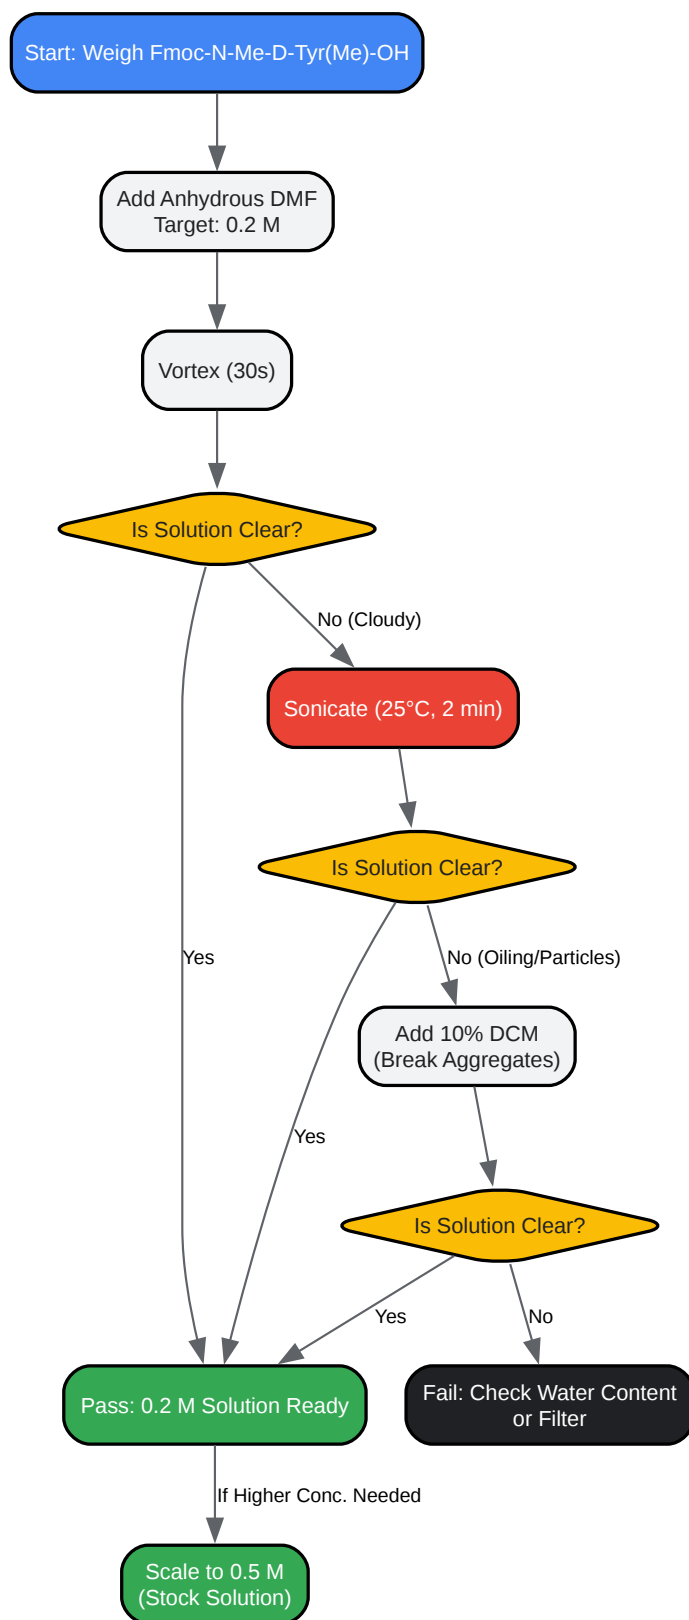 Start: Weigh Fmoc-N-Me-D-Tyr(Me)-OH
Add Anhydrous DMF
Target: 0.2 M
Vortex (30s)
Is Solution Clear?
No (Cloudy)
Sonicate (25°C, 2 min)
Is Solution Clear?
Yes
No (Oiling/Particles)
Add 10% DCM
(Break Aggregates)
Yes
Is Solution Clear?
Yes
No
Pass: 0.2 M Solution Ready
Fail: Check Water Content
or Filter
If Higher Conc. Needed
Scale to 0.5 M
(Stock Solution)